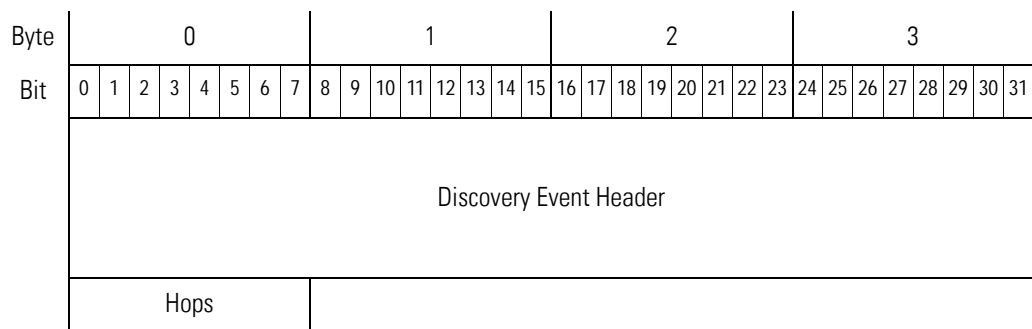 Byte 0 1 2 3
Bit 0 1 2 3 4 5 6 7 8 9 10 11 12 13 14 15 16 17 18 19 20 21 22 23 24 25 26 27 28 29 30 31
Discovery Event Header
Hops